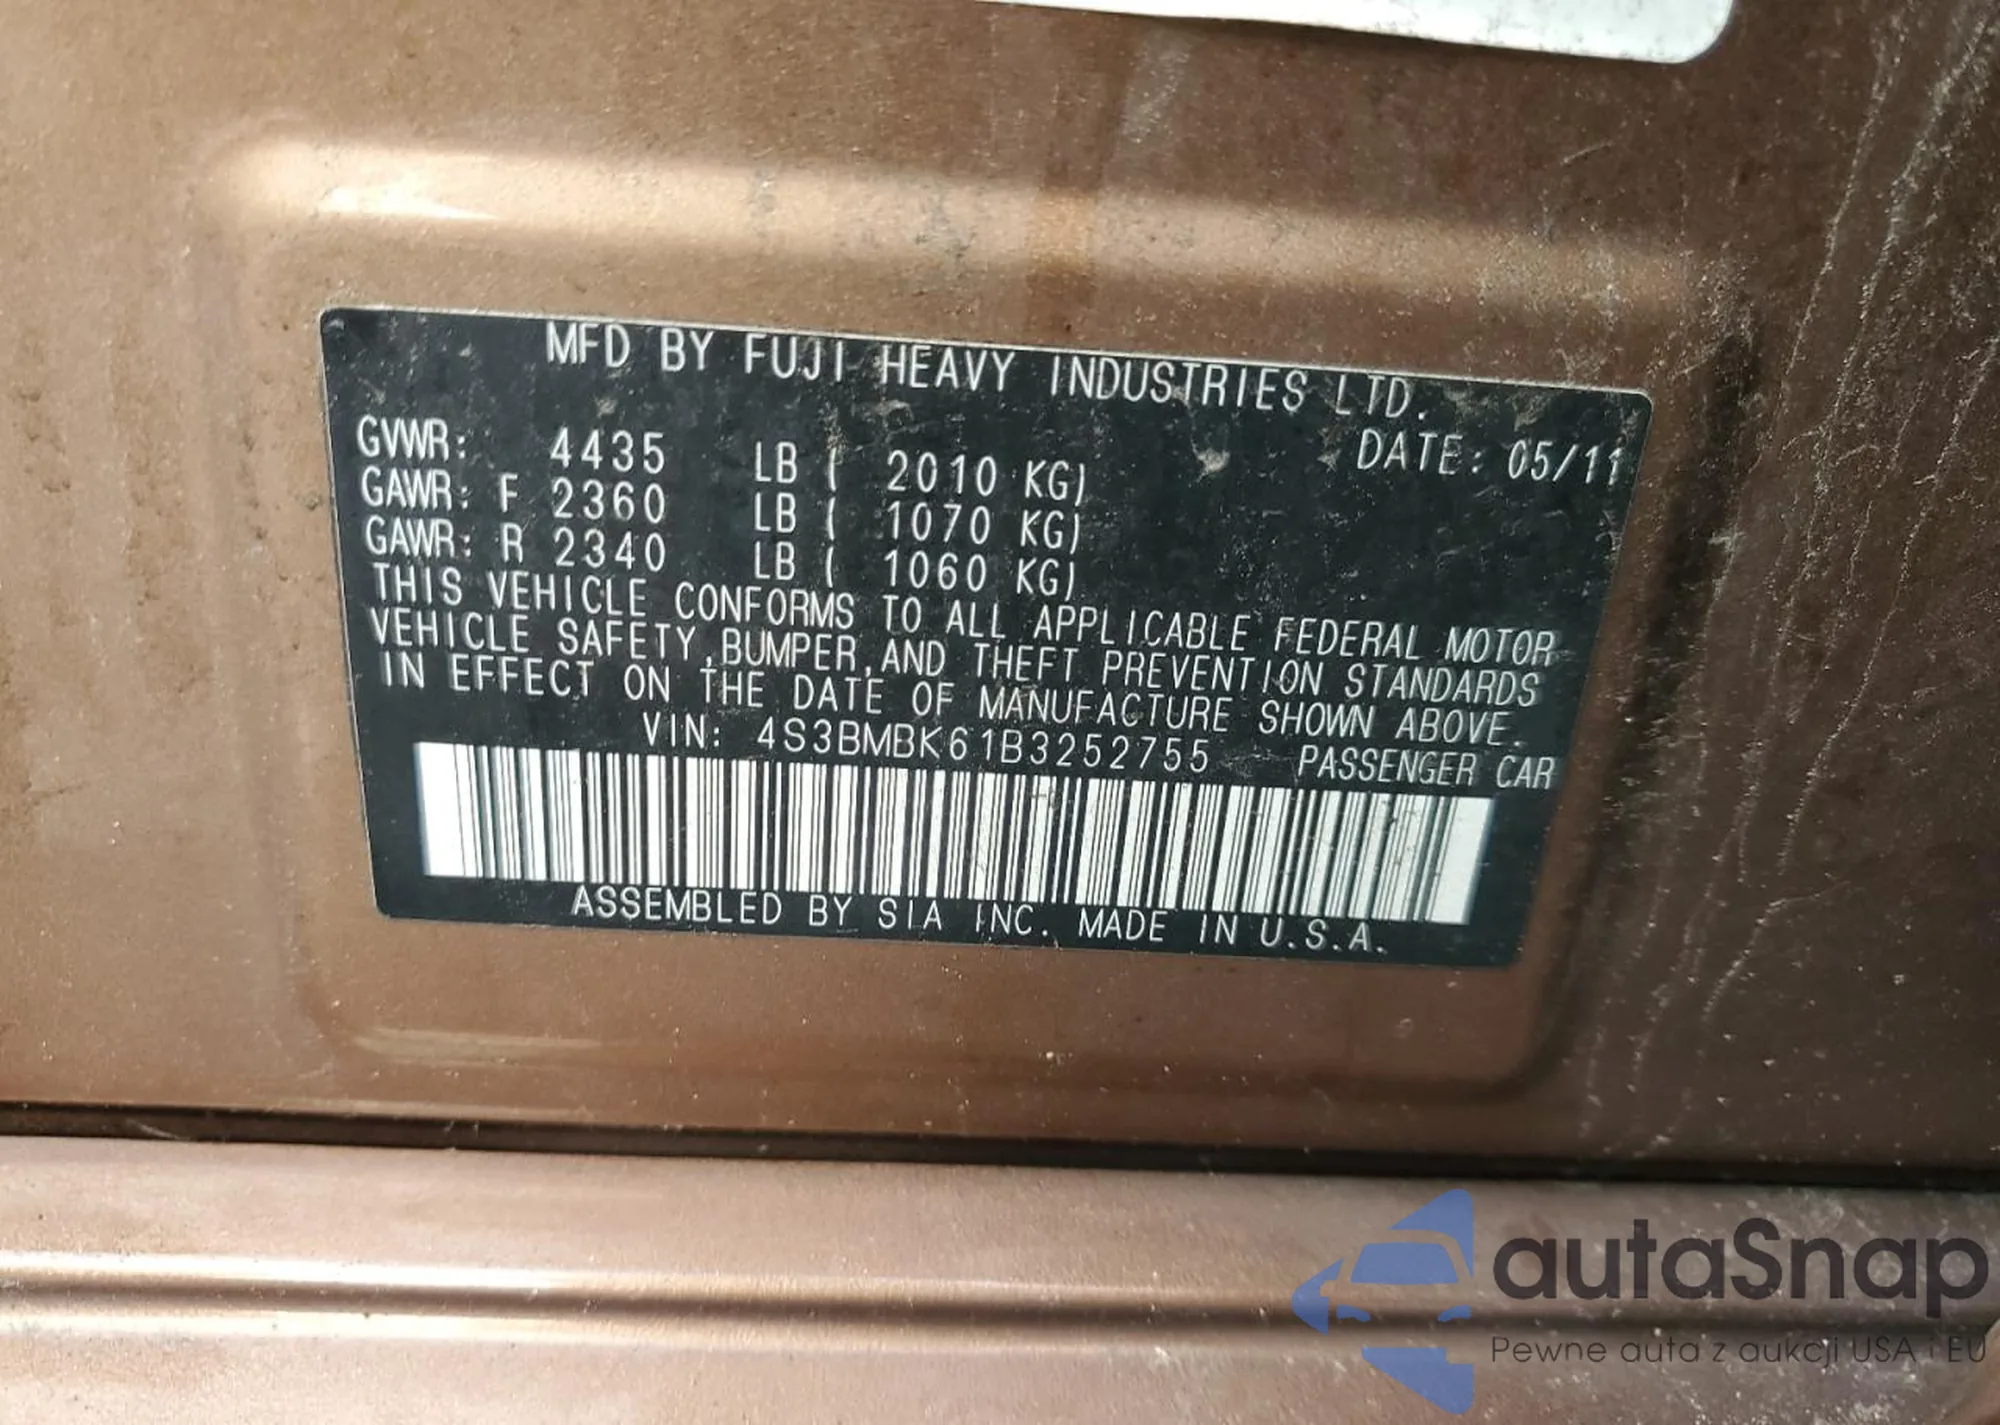 MFD BY FUJI HEAVY INDUSTRIES LTD.
DATE: 05/11
GVWR: 4435 LB ( 2010 KG)
GAWR: F 2360 LB ( 1070 KG)
GAWR: R 2340 LB ( 1060 KG)
THIS VEHICLE CONFORMS TO ALL APPLICABLE FEDERAL MOTOR
VEHICLE SAFETY,BUMPER,AND THEFT PREVENTION STANDARDS
IN EFFECT ON THE DATE OF MANUFACTURE SHOWN ABOVE.
VIN: 4S3BMBK61B3252755 PASSENGER CAR
ASSEMBLED BY SIA INC. MADE IN U.S.A.
autaSnap
Pewne auta z aukcji USA i EU